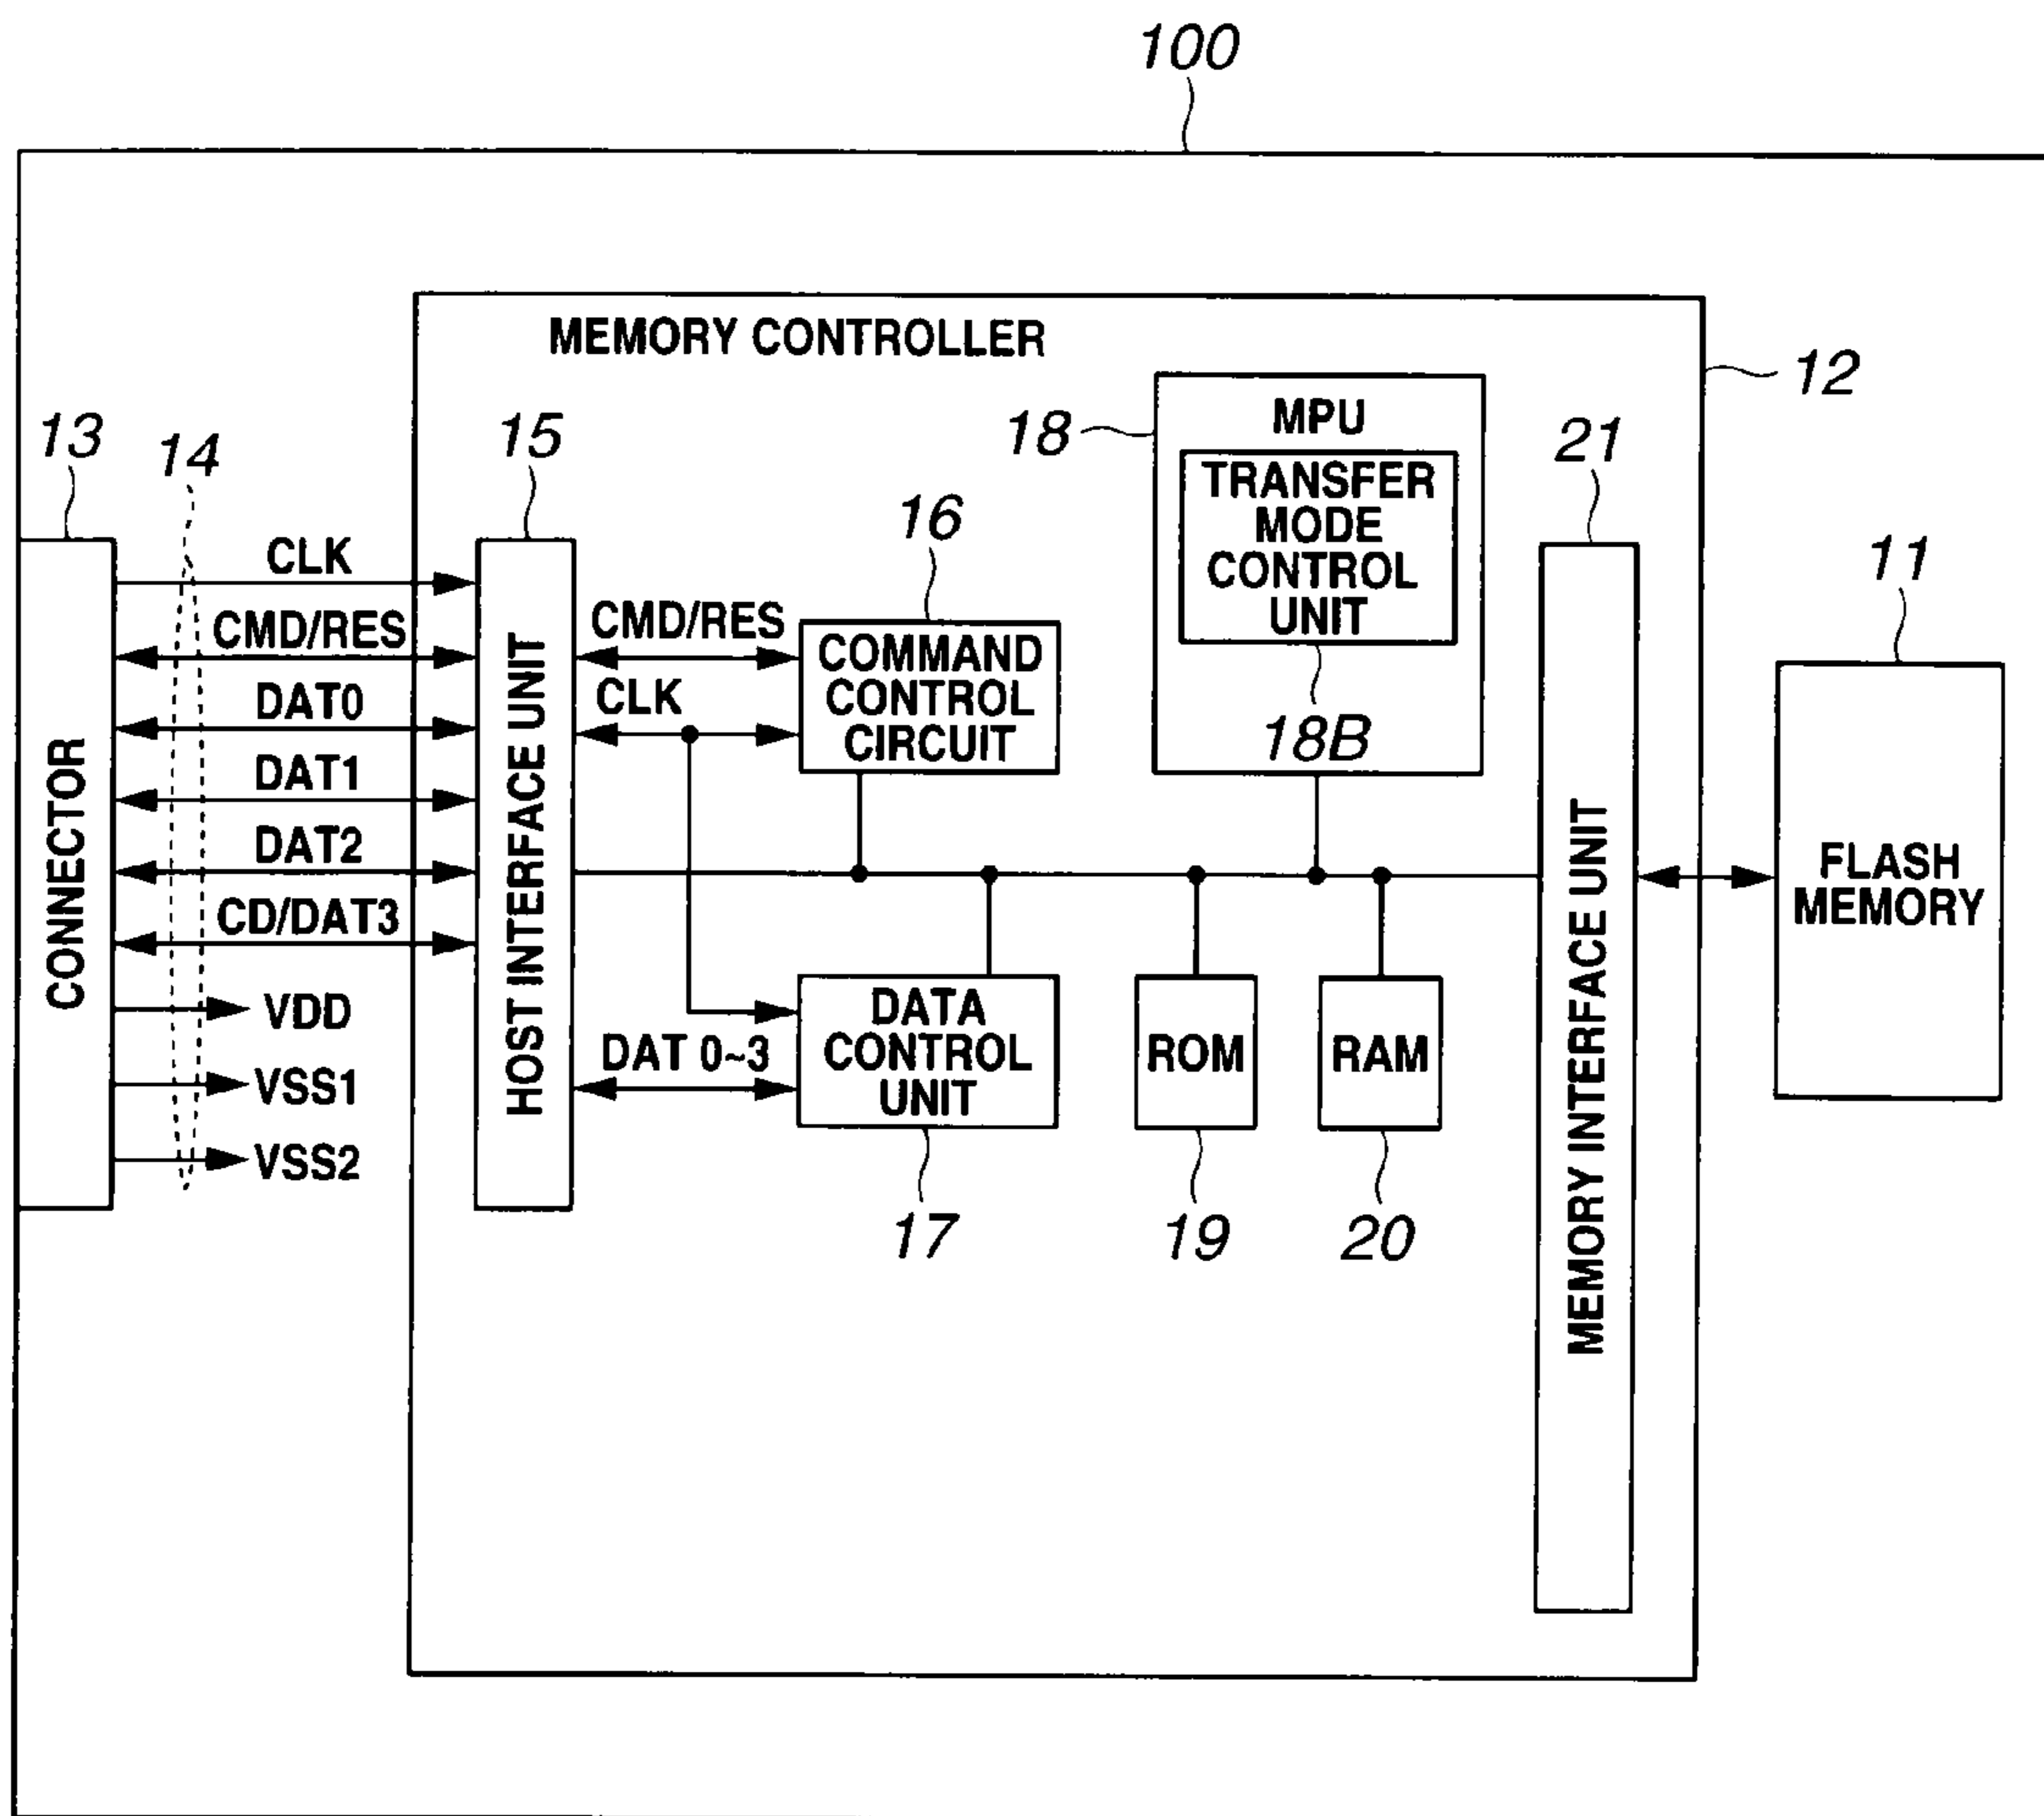 100
MEMORY CONTROLLER
12
13
14
15
16
18
MPU
TRANSFER
MODE
CONTROL
UNIT
18B
21
11
CONNECTOR
CLK
CMD/RES
DAT0
DAT1
DAT2
CD/DAT3
VDD
VSS1
VSS2
HOST INTERFACE UNIT
CMD/RES
CLK
COMMAND
CONTROL
CIRCUIT
DAT 0~3
DATA
CONTROL
UNIT
17
ROM
19
RAM
20
MEMORY INTERFACE UNIT
FLASH
MEMORY